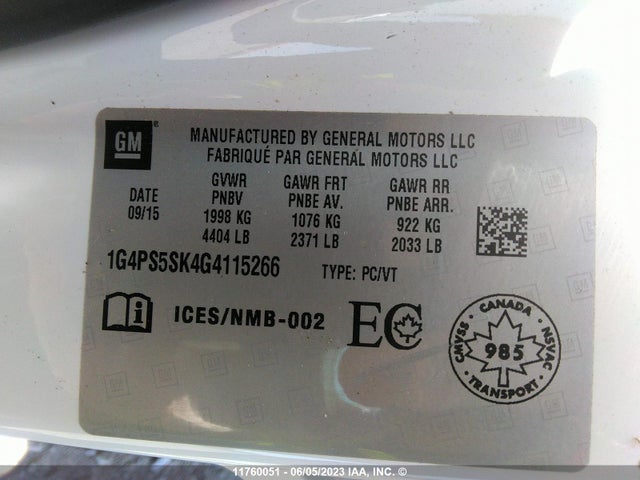 GM ®
MANUFACTURED BY GENERAL MOTORS LLC
FABRIQUÉ PAR GENERAL MOTORS LLC
DATE
09/15
GVWR
PNBV
1998 KG
4404 LB
GAWR FRT
PNBE AV.
1076 KG
2371 LB
GAWR RR
PNBE ARR.
922 KG
2033 LB
1G4PS5SK4G4115266 TYPE: PC/VT
i ICES/NMB-002 EC
CANADA
CMVSS NSVAC
985
TRANSPORT
11760051 - 06/05/2023 IAA, INC. ©